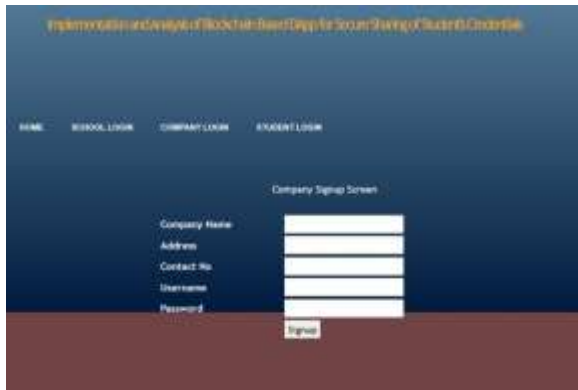 Implementation and Analysis of Blockchain Based DApp for Secure Sharing of Students Credentials
HOME SCHOOL LOGIN COMPANY LOGIN STUDENT LOGIN
Company Signup Screen
Company Name
Address
Contact No
Username
Password
Signup